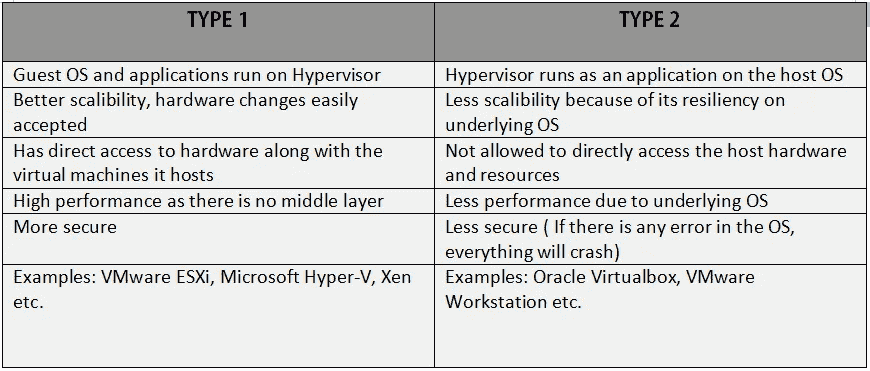 TYPE 1
TYPE 2
Guest OS and applications run on Hypervisor
Hypervisor runs as an application on the host OS
Better scalibility, hardware changes easily
accepted
Less scalibility because of its resiliency on
underlying OS
Has direct access to hardware along with the
virtual machines it hosts
Not allowed to directly access the host hardware
and resources
High performance as there is no middle layer
Less performance due to underlying OS
More secure
Less secure ( If there is any error in the OS,
everything will crash)
Examples: VMware ESXi, Microsoft Hyper-V, Xen
etc.
Examples: Oracle Virtualbox, VMware
Workstation etc.